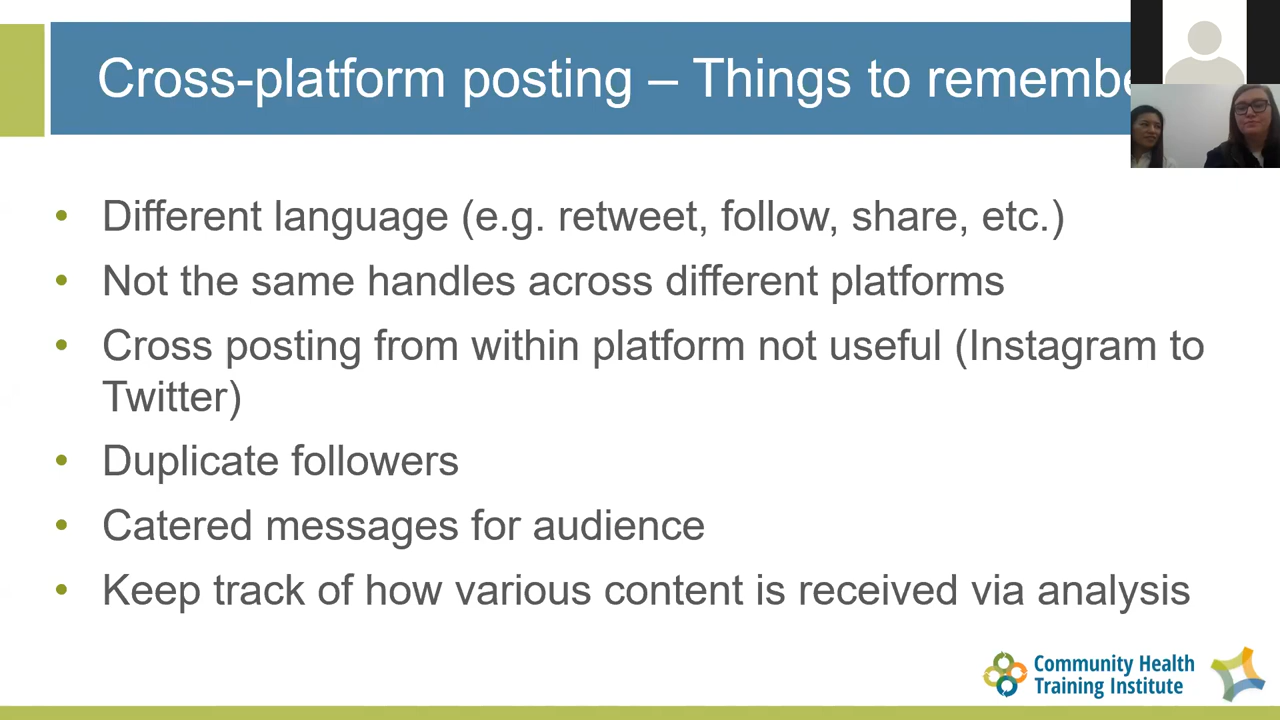 Cross-platform posting – Things to remembe
• Different language (e.g. retweet, follow, share, etc.)
• Not the same handles across different platforms
• Cross posting from within platform not useful (Instagram to
Twitter)
• Duplicate followers
• Catered messages for audience
• Keep track of how various content is received via analysis
Community Health
Training Institute